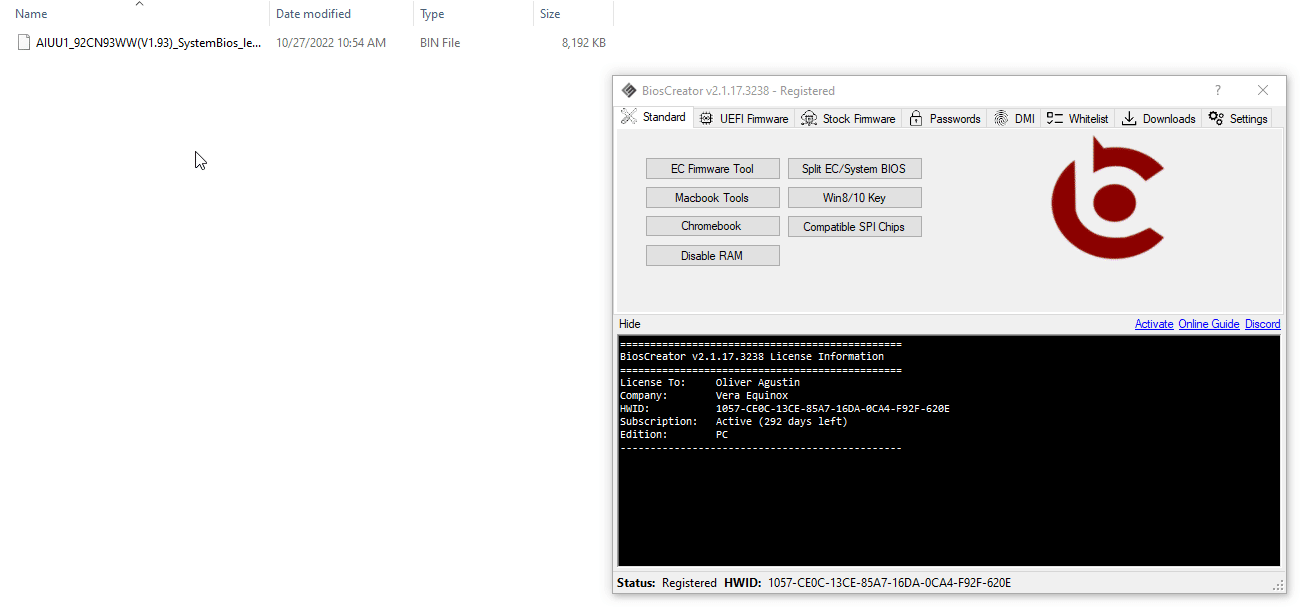 Name Date modified Type Size
AIUU1_92CN93WW(V1.93)_SystemBios_le... 10/27/2022 10:54 AM BIN File 8,192 KB
BiosCreator v2.1.17.3238 - Registered ?
Standard UEFI Firmware Stock Firmware Passwords DMI Whitelist Downloads Settings
EC Firmware Tool Split EC/System BIOS
Macbook Tools Win8/10 Key
Chromebook Compatible SPI Chips
Disable RAM
Hide Activate Online Guide Discord
===============================================
BiosCreator v2.1.17.3238 License Information
===============================================
License To: Oliver Agustin
Company: Vera Equinox
HWID: 1057-CE0C-13CE-85A7-16DA-0CA4-F92F-620E
Subscription: Active (292 days left)
Edition: PC
-----------------------------------------------
Status: Registered HWID: 1057-CE0C-13CE-85A7-16DA-0CA4-F92F-620E